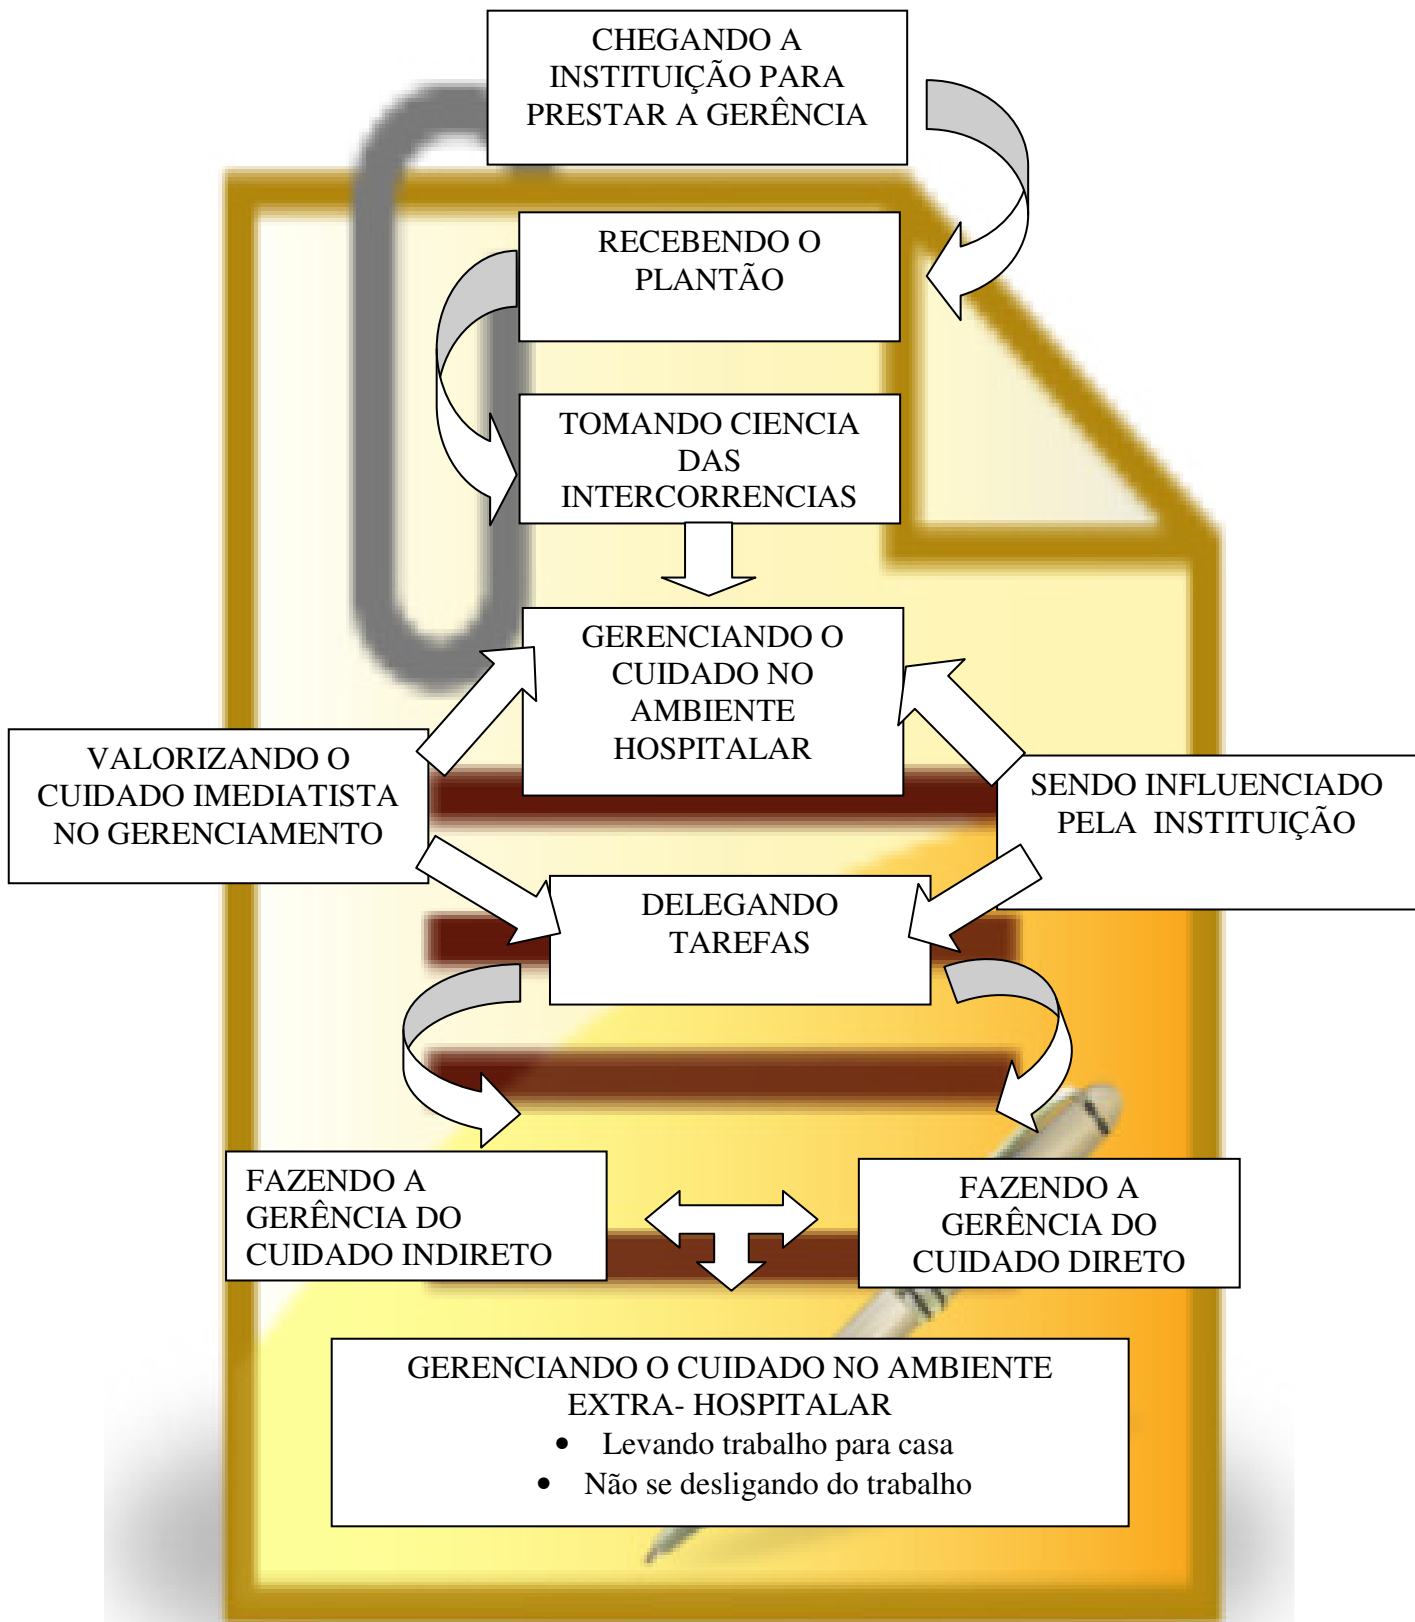 CHEGANDO A
INSTITUIÇÃO PARA
PRESTAR A GERÊNCIA
RECEBENDO O
PLANTÃO
TOMANDO CIENCIA
DAS
INTERCORRENCIAS
GERENCIANDO O
CUIDADO NO
AMBIENTE
HOSPITALAR
VALORIZANDO O
CUIDADO IMEDIATISTA
NO GERENCIAMENTO
SENDO INFLUENCIADO
PELA INSTITUIÇÃO
DELEGANDO
TAREFAS
FAZENDO A
GERÊNCIA DO
CUIDADO INDIRETO
FAZENDO A
GERÊNCIA DO
CUIDADO DIRETO
GERENCIANDO O CUIDADO NO AMBIENTE
EXTRA- HOSPITALAR
• Levando trabalho para casa
• Não se desligando do trabalho